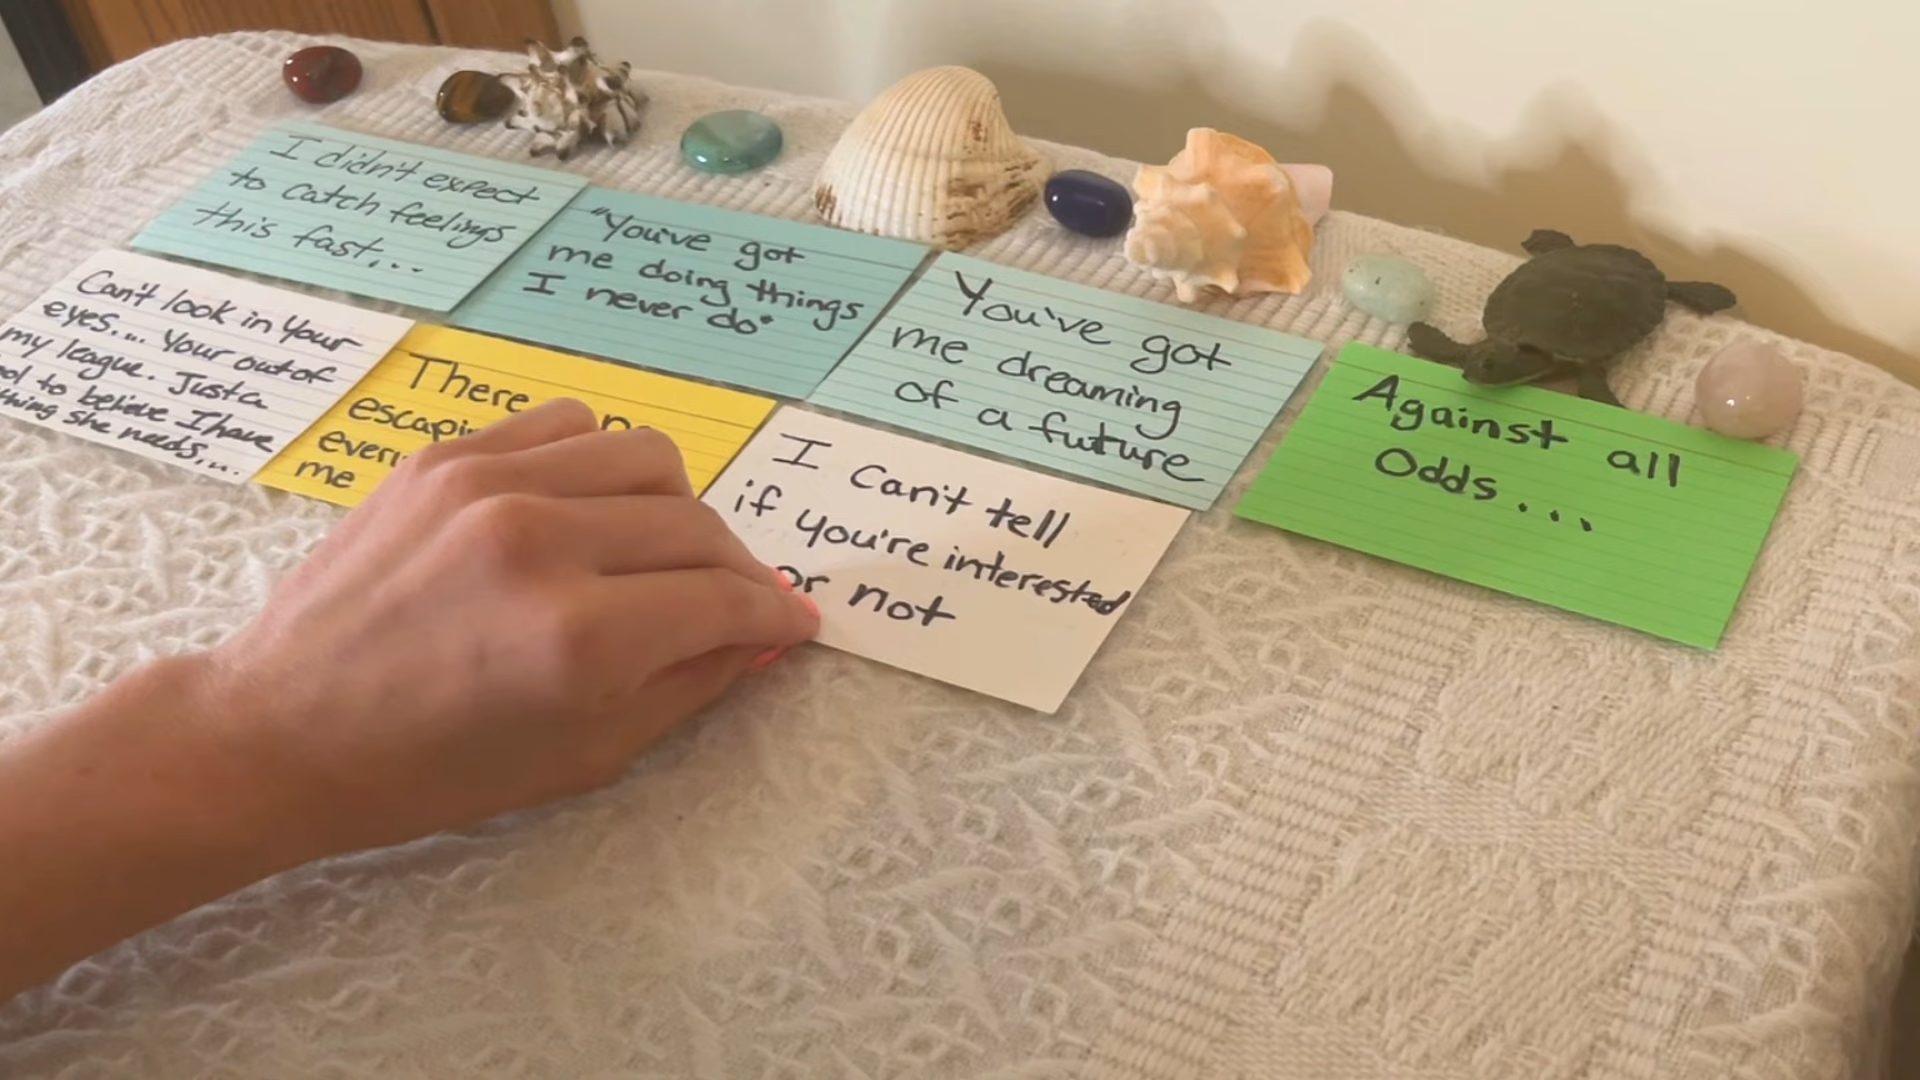 I didn't expect
to catch feelings
this fast...
"You've got
me doing things
I never do"
You've got
me dreaming
of a future
Against all
Odds...
Can't look in Your
eyes... Your out of
my league. Just a
to believe I have
thing she needs...
There
me
I Can't tell
if you're interested
or not